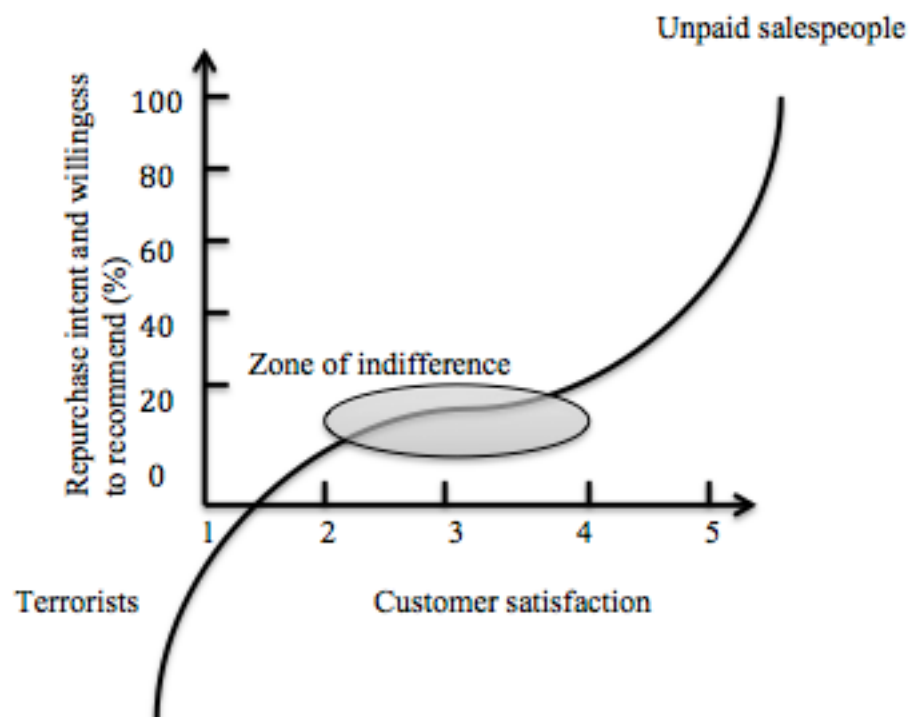 Unpaid salespeople
Repurchase intent and willingess
to recommend (%)
100
80
60
40
20
0
Zone of indifference
1 2 3 4 5
Terrorists
Customer satisfaction